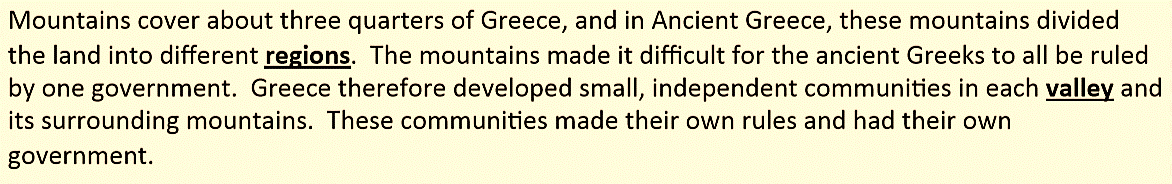 Mountains cover about three quarters of Greece, and in Ancient Greece, these mountains divided
the land into different regions.  The mountains made it difficult for the ancient Greeks to all be ruled
by one government.  Greece therefore developed small, independent communities in each valley and
its surrounding mountains.  These communities made their own rules and had their own
government.